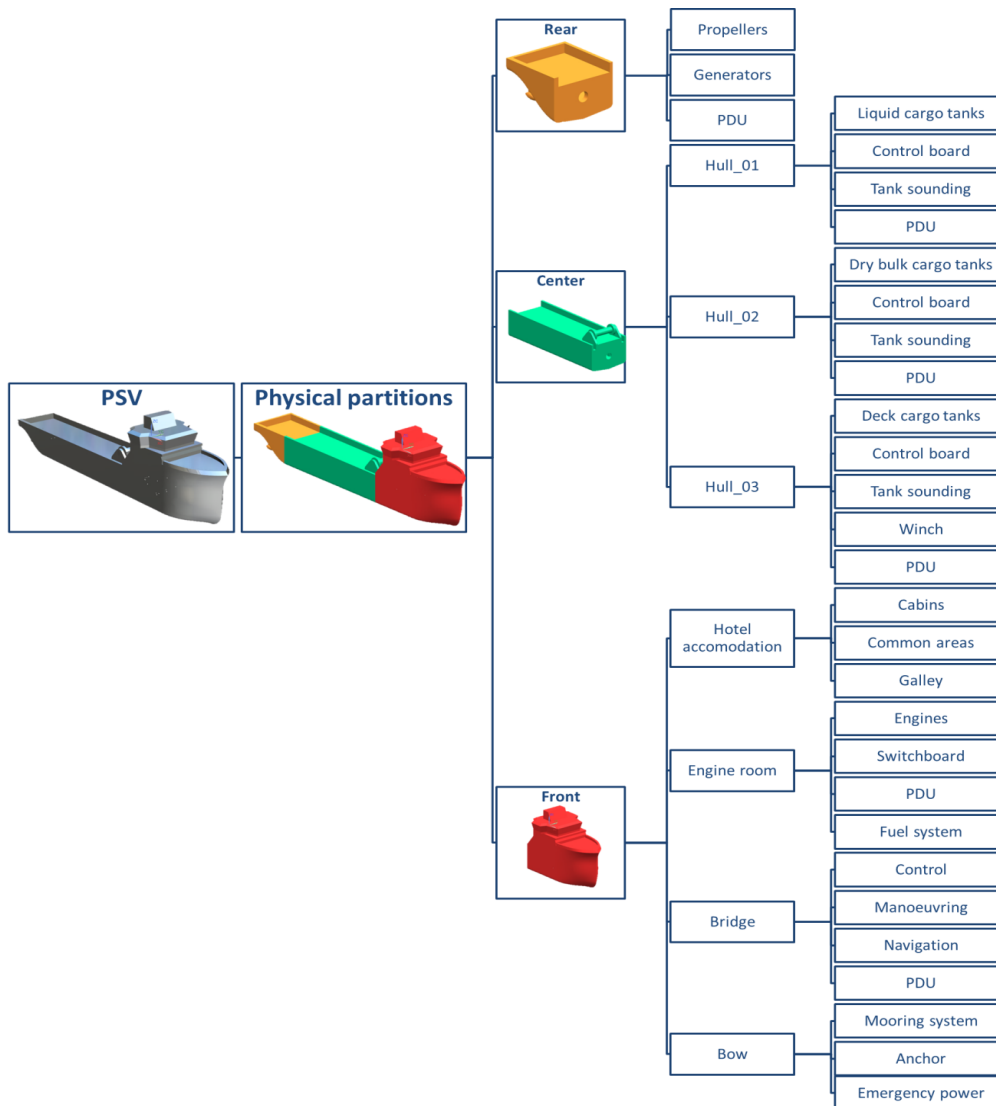 PSV
Physical partitions
Rear
Propellers
Generators
PDU
Center
Hull_01
Liquid cargo tanks
Control board
Tank sounding
PDU
Hull_02
Dry bulk cargo tanks
Control board
Tank sounding
PDU
Hull_03
Deck cargo tanks
Control board
Tank sounding
Winch
PDU
Front
Hotel
accomodation
Cabins
Common areas
Galley
Engine room
Engines
Switchboard
PDU
Fuel system
Bridge
Control
Manoeuvring
Navigation
PDU
Bow
Mooring system
Anchor
Emergency power